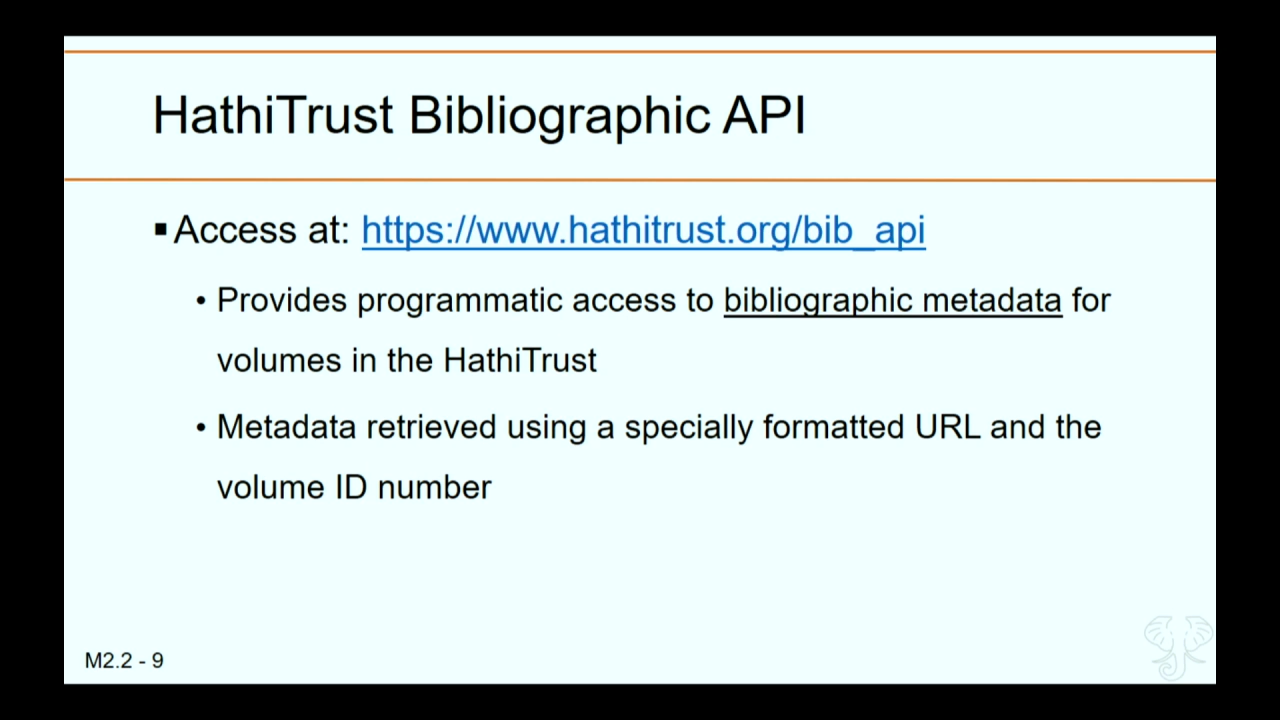 HathiTrust Bibliographic API
▪ Access at: https://www.hathitrust.org/bib_api
• Provides programmatic access to bibliographic metadata for
volumes in the HathiTrust
• Metadata retrieved using a specially formatted URL and the
volume ID number
M2.2 - 9